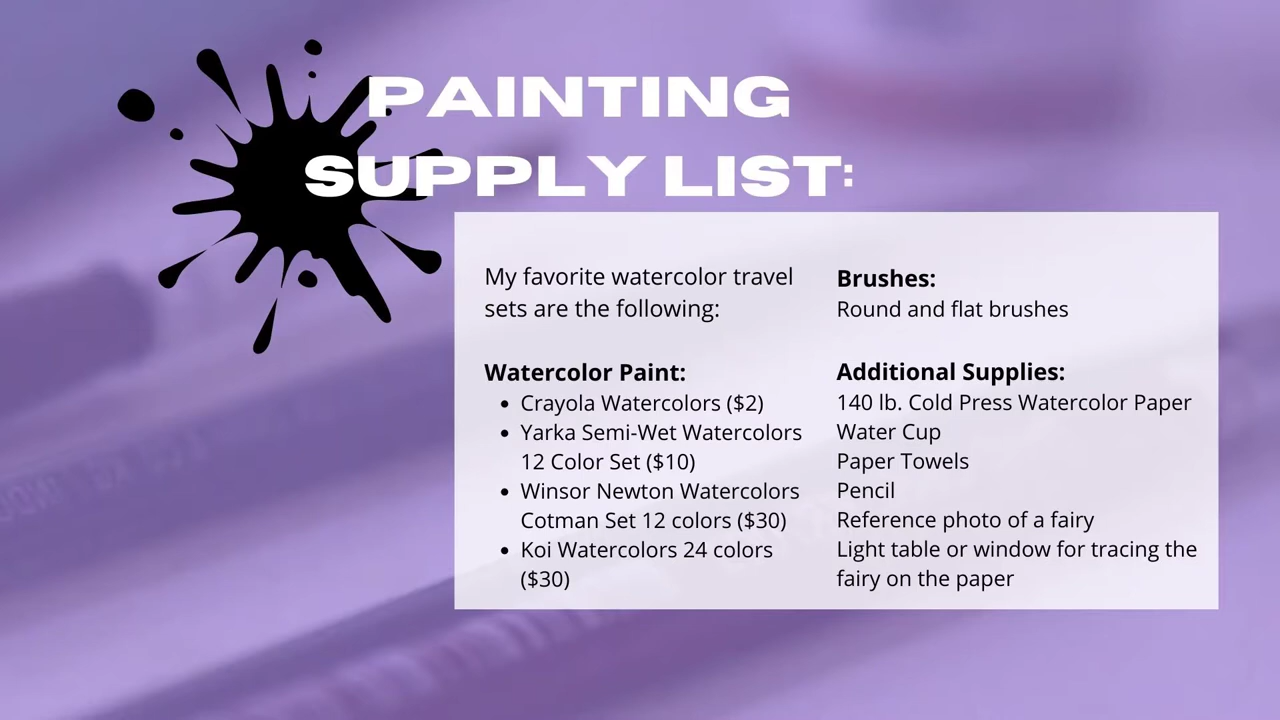 PAINTING
SUPPLY LIST:
My favorite watercolor travel
sets are the following:
Watercolor Paint:
• Crayola Watercolors ($2)
• Yarka Semi-Wet Watercolors
12 Color Set ($10)
• Winsor Newton Watercolors
Cotman Set 12 colors ($30)
• Koi Watercolors 24 colors
($30)
Brushes:
Round and flat brushes
Additional Supplies:
140 lb. Cold Press Watercolor Paper
Water Cup
Paper Towels
Pencil
Reference photo of a fairy
Light table or window for tracing the
fairy on the paper